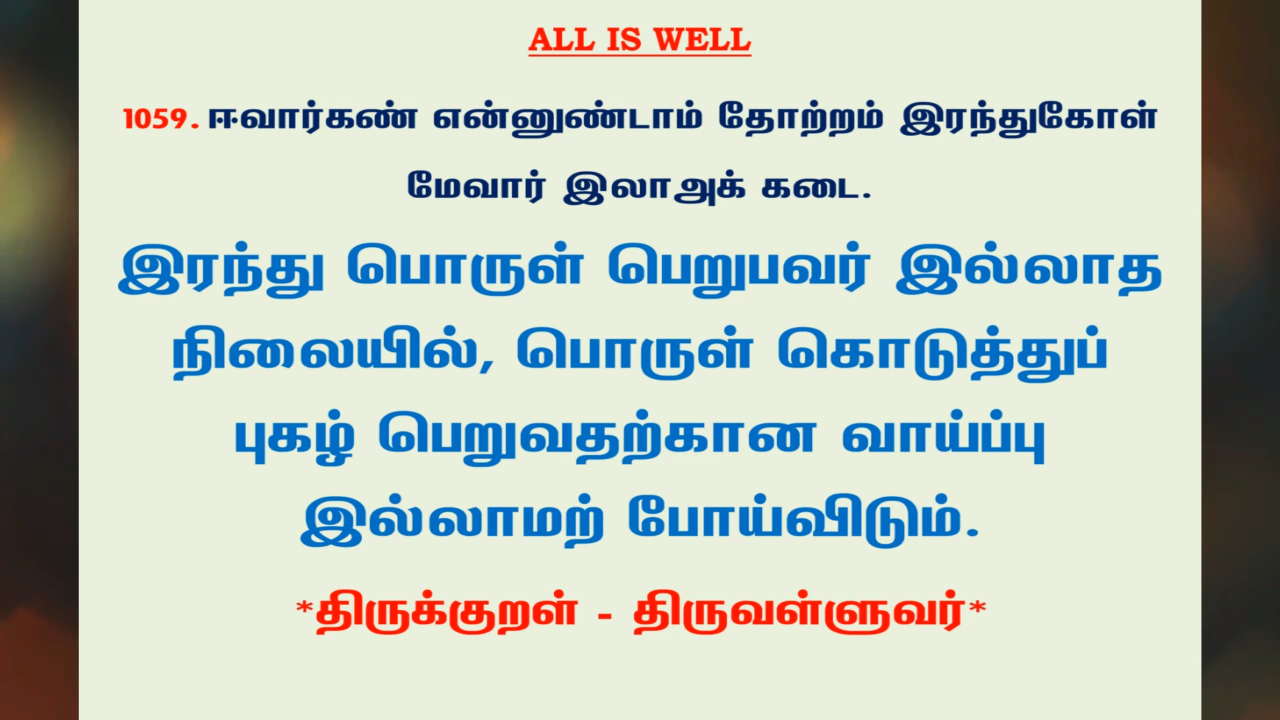 ALL IS WELL
1059. ஈவார்கண் என்னுண்டாம் தோற்றம் இரந்துகோள்
மேவார் இலாஅக் கடை.
இரந்து பொருள் பெறுபவர் இல்லாத
நிலையில், பொருள் கொடுத்துப்
புகழ் பெறுவதற்கான வாய்ப்பு
இல்லாமற் போய்விடும்.
*திருக்குறள் - திருவள்ளுவர்*